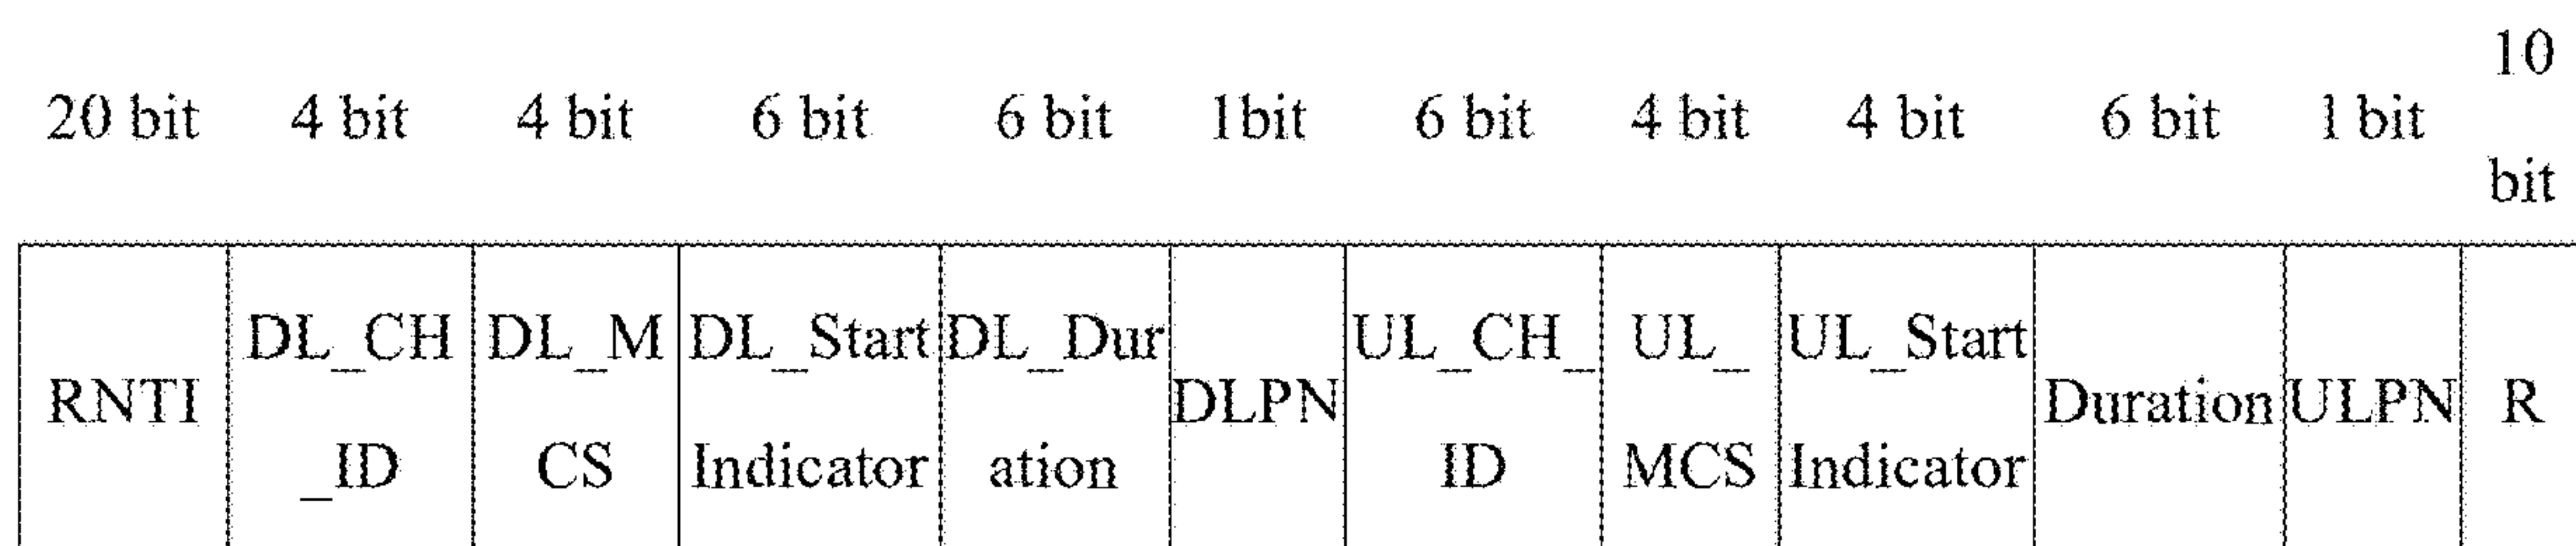 10
20 bit 4 bit 4 bit 6 bit 6 bit 1bit 6 bit 4 bit 4 bit 6 bit 1 bit
bit
DL_CH DL_M DL_Start DL_Dur UL_CH_ UL_ UL_Start
RNTI DLPN Duration ULPN R
_ID CS Indicator ation ID MCS Indicator